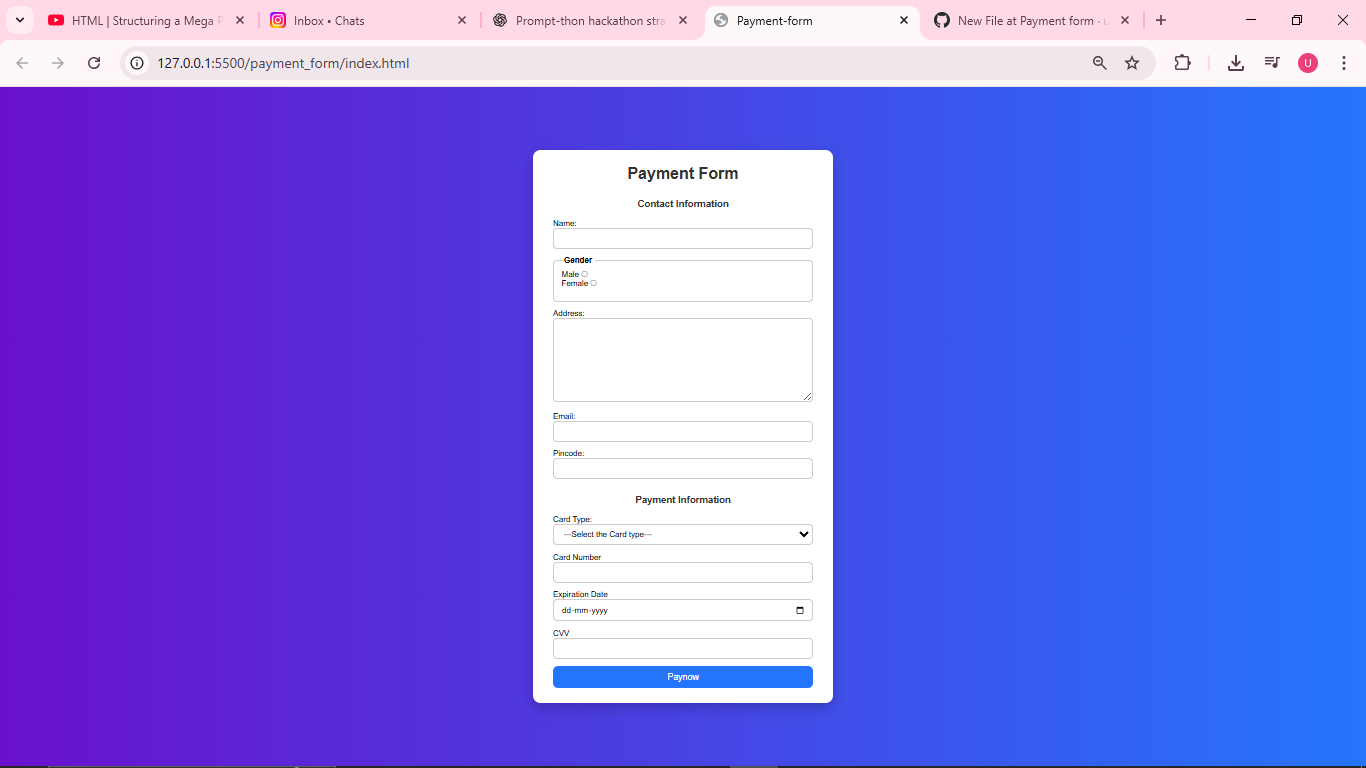 HTML | Structuring a Mega
Inbox • Chats
Prompt-thon hackathon stra
Payment-form
New File at Payment form ·
127.0.0.1:5500/payment_form/index.html
U
Payment Form
Contact Information
Name:
Gender
Male
Female
Address:
Email:
Pincode:
Payment Information
Card Type:
---Select the Card type---
Card Number
Expiration Date
dd-mm-yyyy
CVV
Paynow